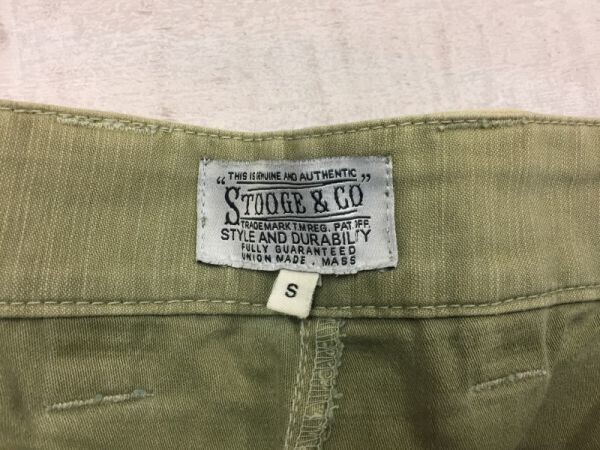 THIS IS GENUINE AND AUTHENTIC
"STOOGE & CO"
TRADEMARK T.M REG. PAT. OFF.
STYLE AND DURABILITY
FULLY GUARANTEED
UNION MADE . MASS
S